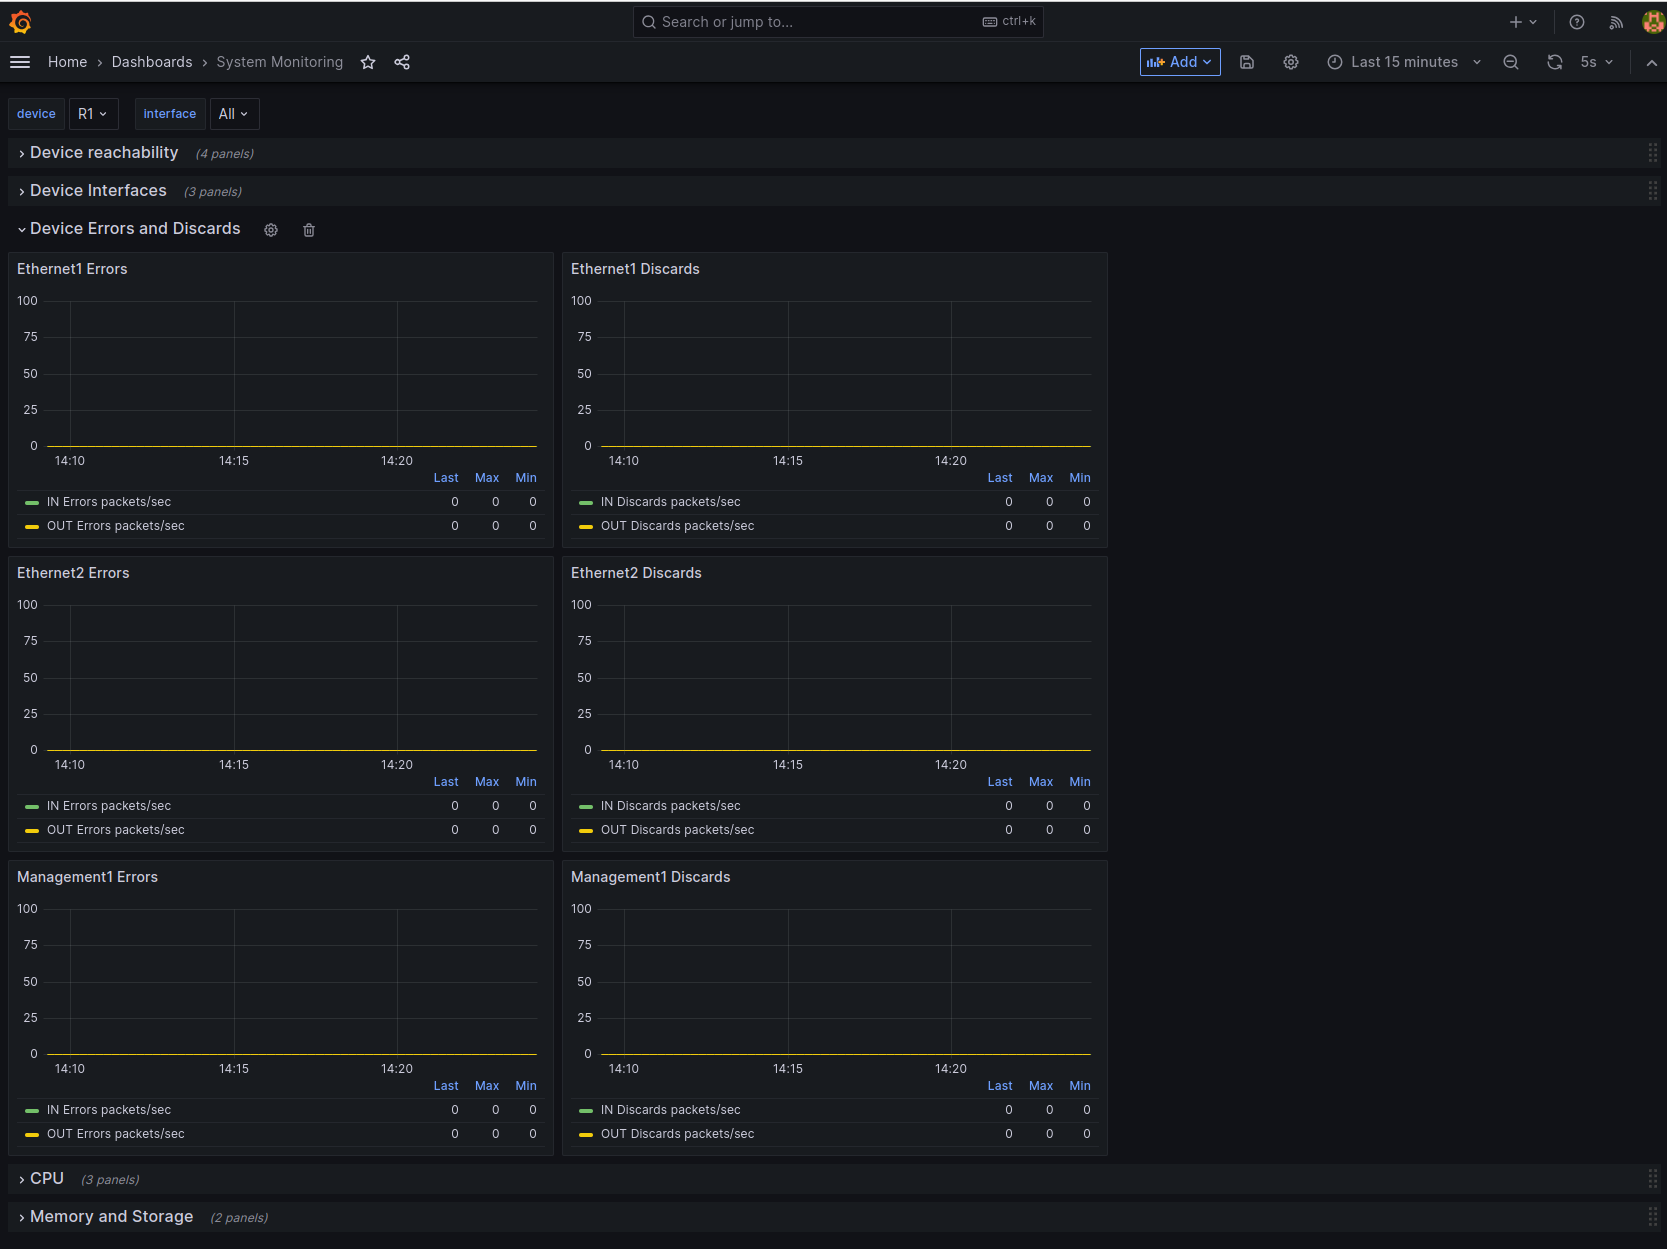 Search or jump to... ctrl+k
Home › Dashboards › System Monitoring
Add
Last 15 minutes
5s
device R1 interface All
Device reachability (4 panels)
Device Interfaces (3 panels)
Device Errors and Discards
Ethernet1 Errors
100
75
50
25
0
14:10 14:15 14:20
Last Max Min
IN Errors packets/sec 0 0 0
OUT Errors packets/sec 0 0 0
Ethernet1 Discards
100
75
50
25
0
14:10 14:15 14:20
Last Max Min
IN Discards packets/sec 0 0 0
OUT Discards packets/sec 0 0 0
Ethernet2 Errors
100
75
50
25
0
14:10 14:15 14:20
Last Max Min
IN Errors packets/sec 0 0 0
OUT Errors packets/sec 0 0 0
Ethernet2 Discards
100
75
50
25
0
14:10 14:15 14:20
Last Max Min
IN Discards packets/sec 0 0 0
OUT Discards packets/sec 0 0 0
Management1 Errors
100
75
50
25
0
14:10 14:15 14:20
Last Max Min
IN Errors packets/sec 0 0 0
OUT Errors packets/sec 0 0 0
Management1 Discards
100
75
50
25
0
14:10 14:15 14:20
Last Max Min
IN Discards packets/sec 0 0 0
OUT Discards packets/sec 0 0 0
CPU (3 panels)
Memory and Storage (2 panels)